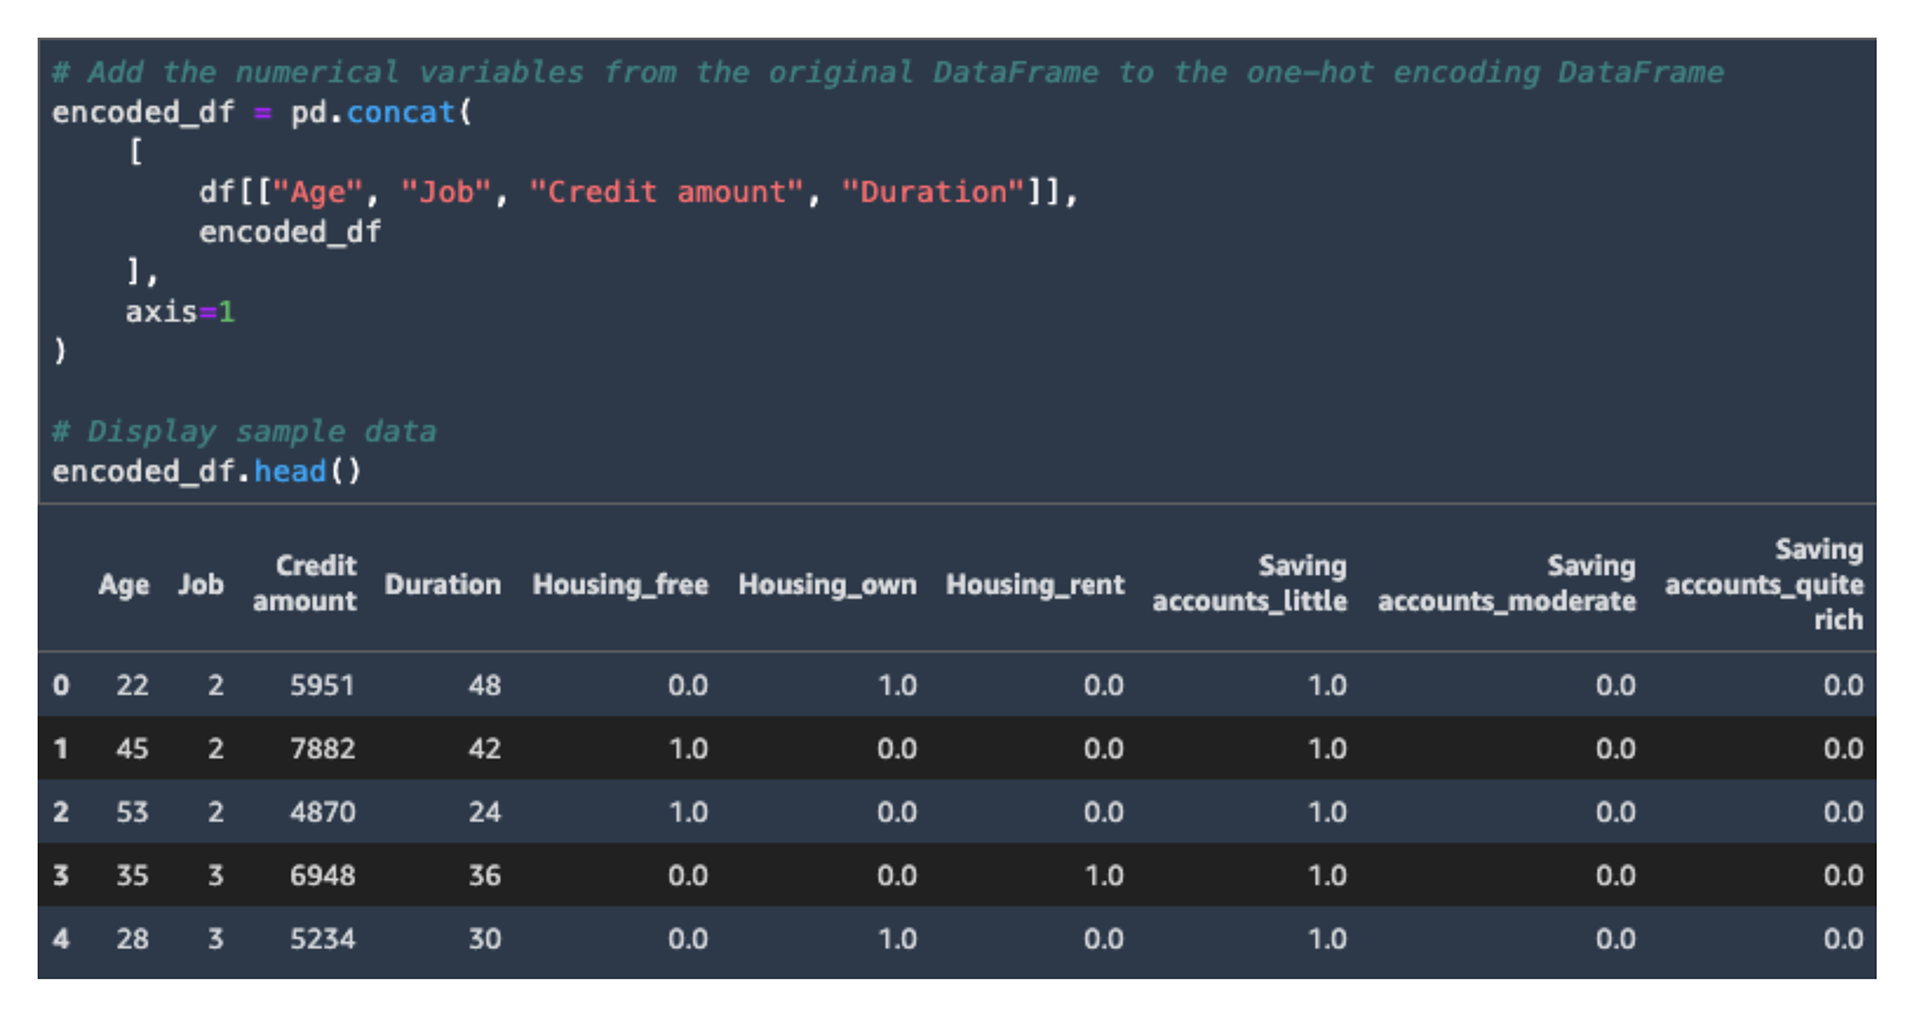 # Add the numerical variables from the original DataFrame to the one-hot encoding DataFrame
encoded_df = pd.concat(
    [
        df[["Age", "Job", "Credit amount", "Duration"]],
        encoded_df
    ],
    axis=1
)
# Display sample data
encoded_df.head()
Age Job Credit amount Duration Housing_free Housing_own Housing_rent Saving accounts_little Saving accounts_moderate Saving accounts_quite rich
0 22 2 5951 48 0.0 1.0 0.0 1.0 0.0 0.0
1 45 2 7882 42 1.0 0.0 0.0 1.0 0.0 0.0
2 53 2 4870 24 1.0 0.0 0.0 1.0 0.0 0.0
3 35 3 6948 36 0.0 0.0 1.0 1.0 0.0 0.0
4 28 3 5234 30 0.0 1.0 0.0 1.0 0.0 0.0